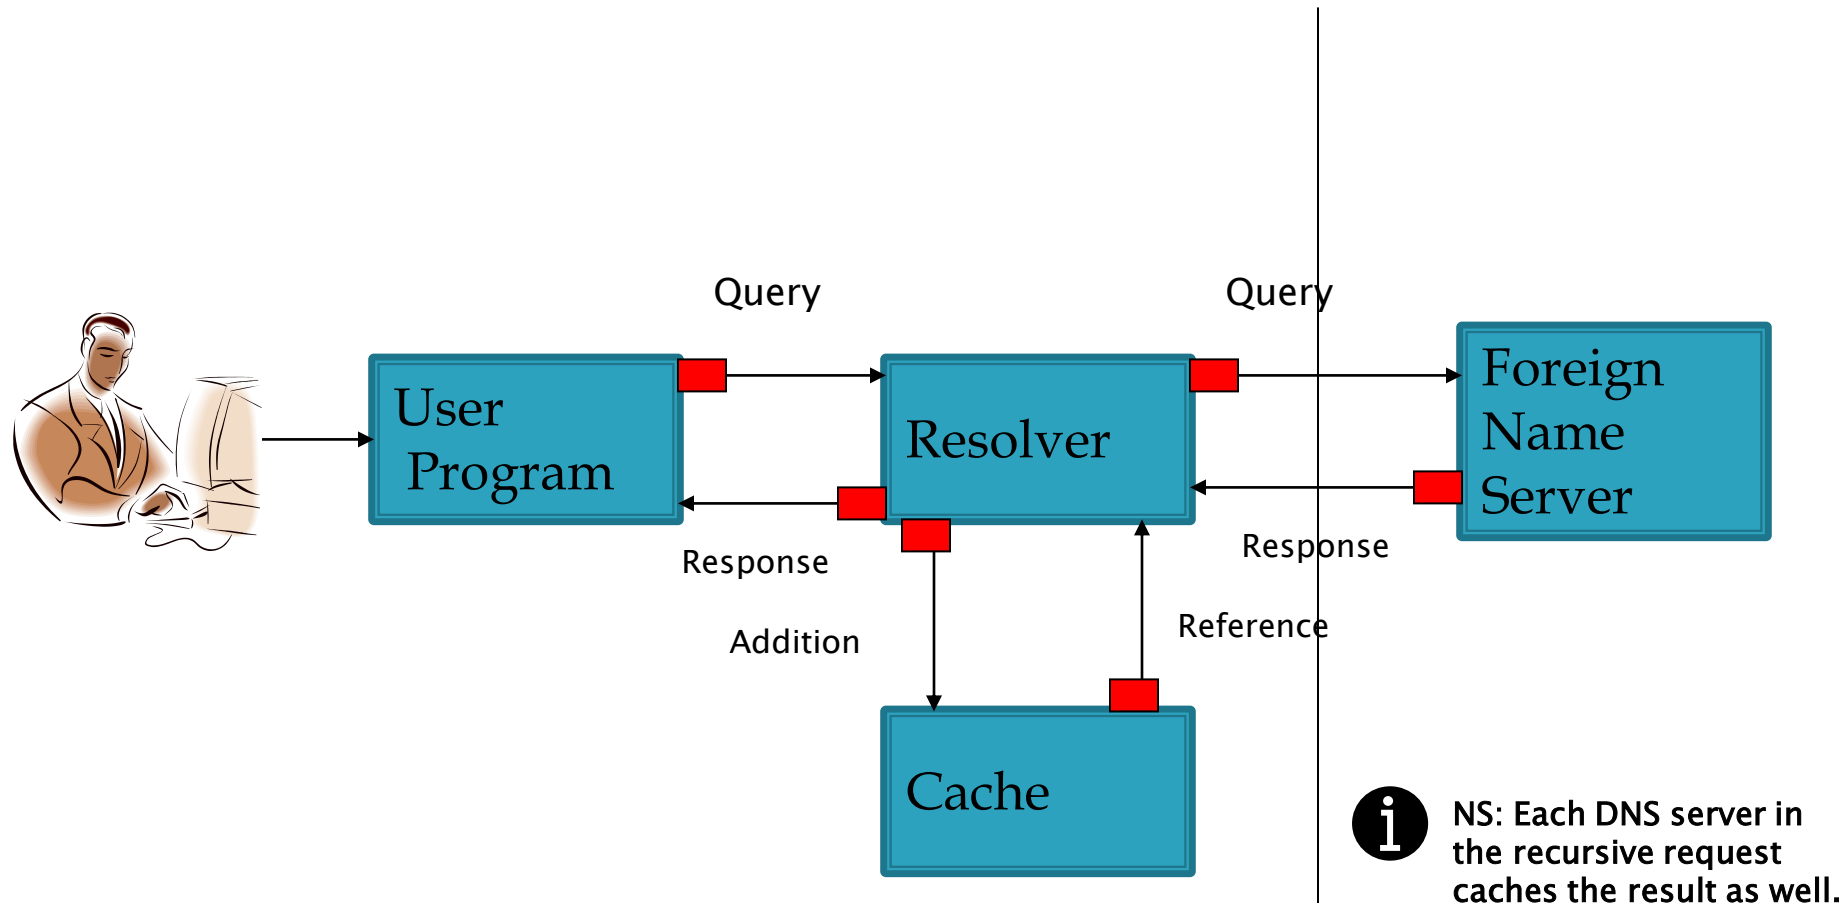 Query
Query
User
Program
Resolver
Foreign
Name
Server
Response
Response
Addition
Reference
Cache
i
NS: Each DNS server in
the recursive request
caches the result as well.